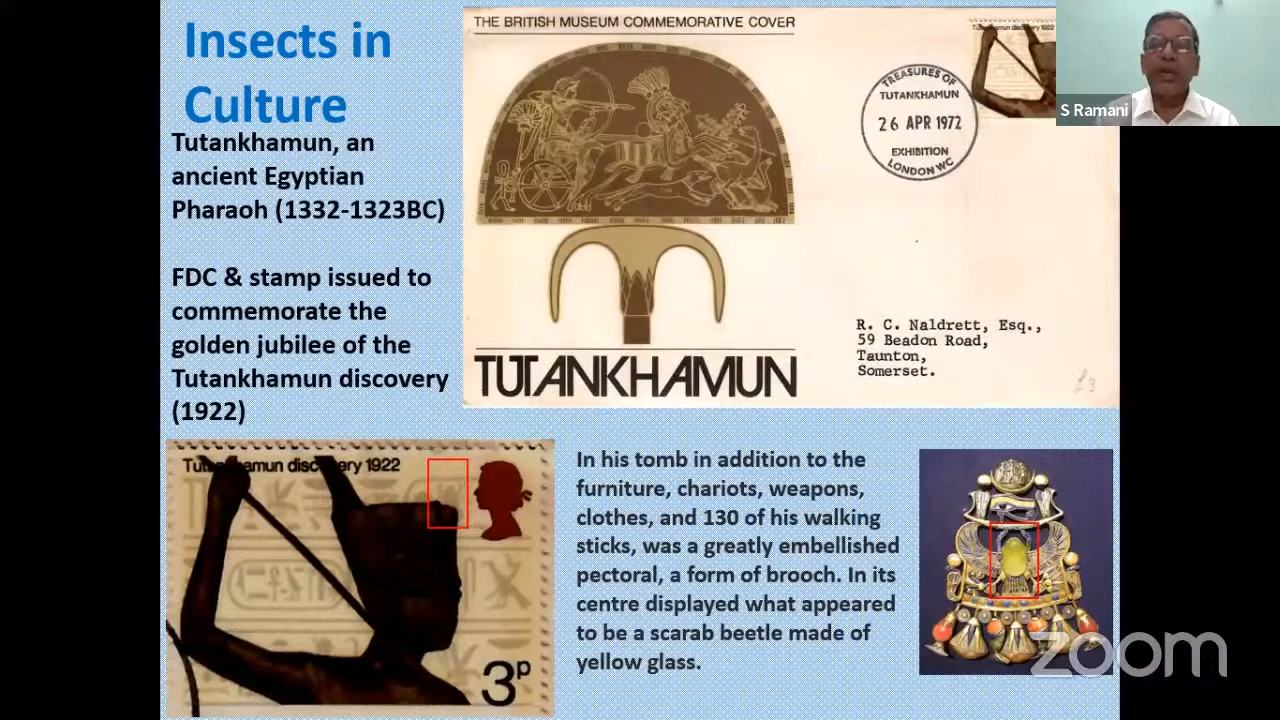 Insects in
Culture
Tutankhamun, an
ancient Egyptian
Pharaoh (1332-1323BC)
FDC & stamp issued to
commemorate the
golden jubilee of the
Tutankhamun discovery
(1922)
THE BRITISH MUSEUM COMMEMORATIVE COVER
TUTANKHAMUN
TREASURES OF
TUTANKHAMUN
26 APR 1972
EXHIBITION
LONDON WC
R. C. Naldrett, Esq.,
59 Beadon Road,
Taunton,
Somerset.
£3
S Ramani
Tutankhamun discovery 1922
3p
In his tomb in addition to the
furniture, chariots, weapons,
clothes, and 130 of his walking
sticks, was a greatly embellished
pectoral, a form of brooch. In its
centre displayed what appeared
to be a scarab beetle made of
yellow glass.
zoom